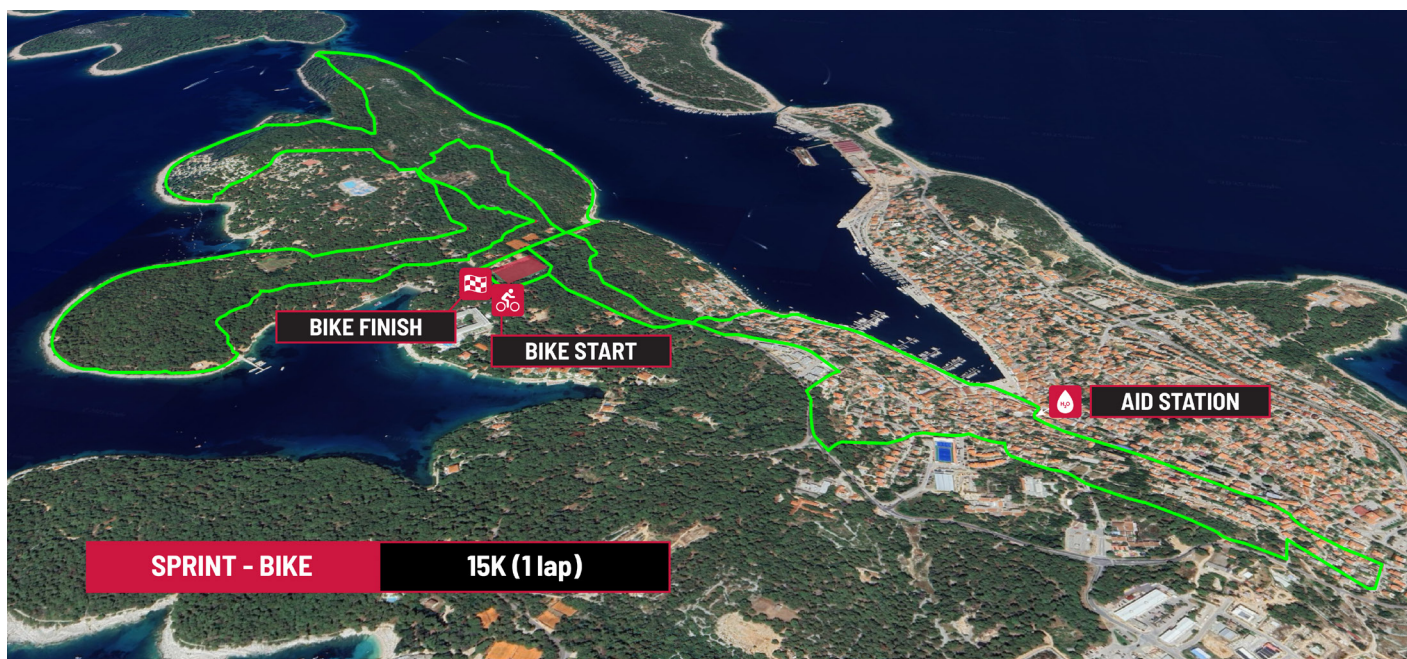 BIKE FINISH
BIKE START
H₂O
AID STATION
SPRINT - BIKE
15K (1 lap)